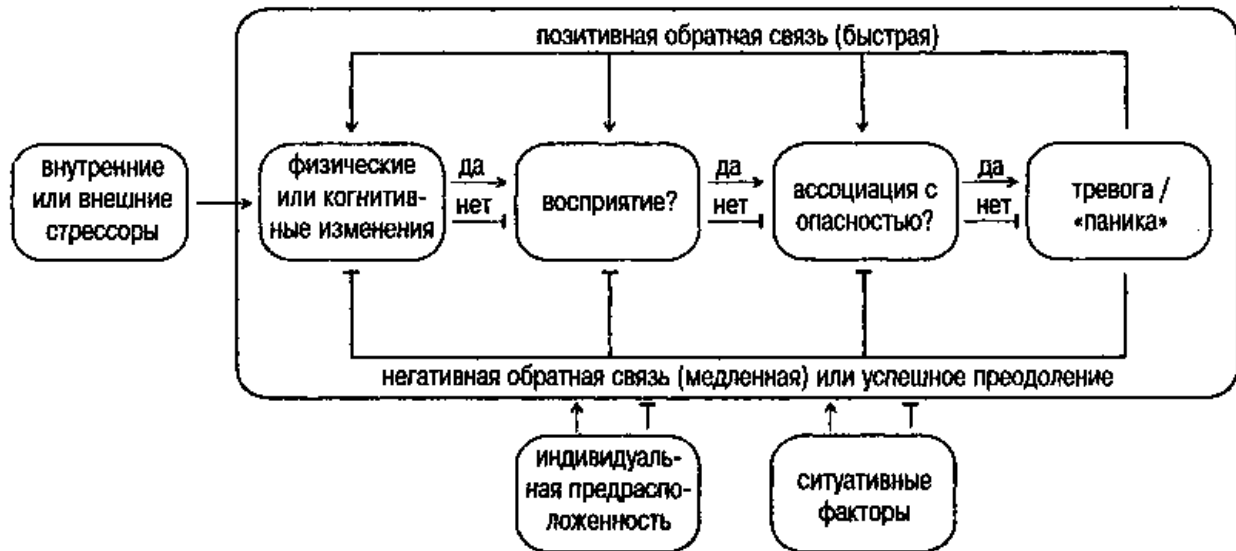 позитивная обратная связь (быстрая)
внутренние
или внешние
стрессоры
физические
или когнитив-
ные изменения
да
нет
восприятие?
да
нет
ассоциация с
опасностью?
да
нет
тревога /
«паника»
негативная обратная связь (медленная) или успешное преодоление
индивидуаль-
ная предраспо-
ложенность
ситуативные
факторы